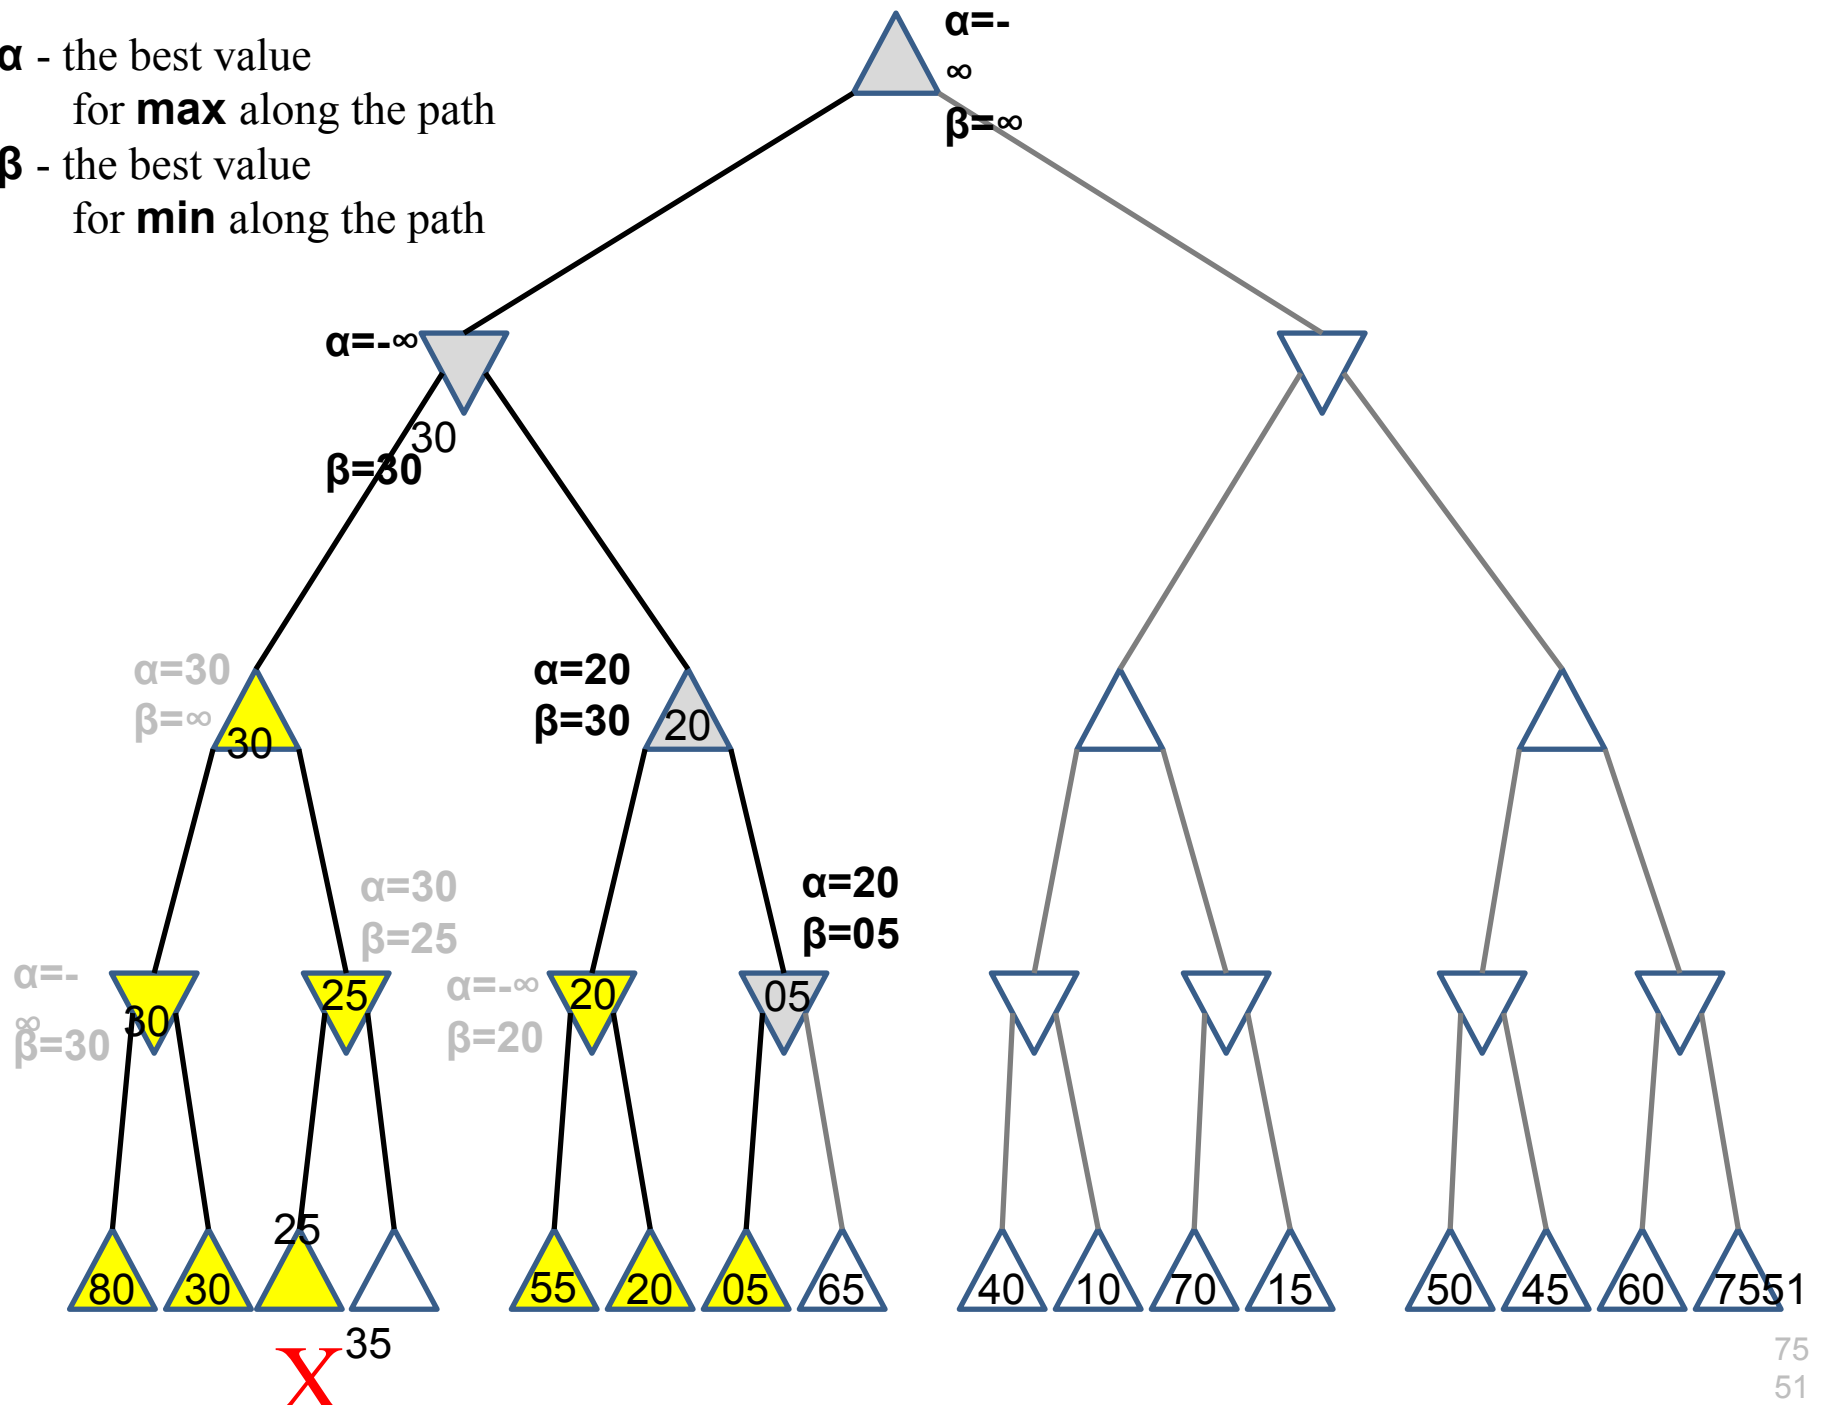 α - the best value
for max along the path
β - the best value
for min along the path
α=-
∞
β=∞
α=-∞
30
β=30
α=30
β=∞
30
α=20
β=30
20
α=30
β=25
α=20
β=05
α=-
∞
β=30
30
25
α=-∞
β=20
20
05
25
80
30
55
20
05
65
40
10
70
15
50
45
60
7551
35
X
75
51